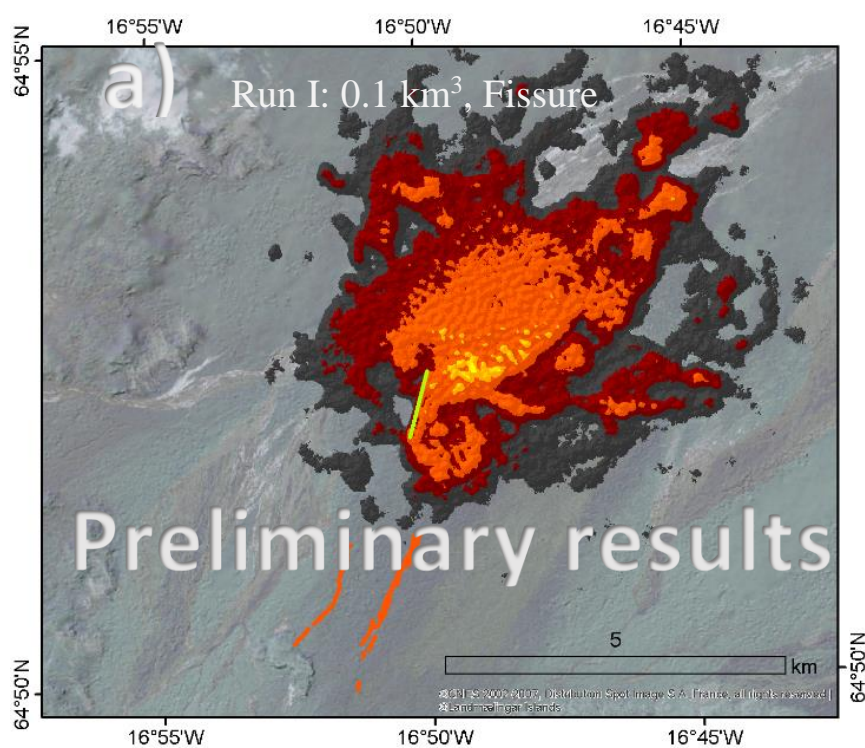 16°55'W 16°50'W 16°45'W
64°55'N
a) Run I: 0.1 km³, Fissure
Preliminary results
5
km
64°50'N
64°50'N
©CNES 2003-2007, Distribution Spot Image S.A., France, all rights reserved |
©Landmælingar Íslands
16°55'W 16°50'W 16°45'W